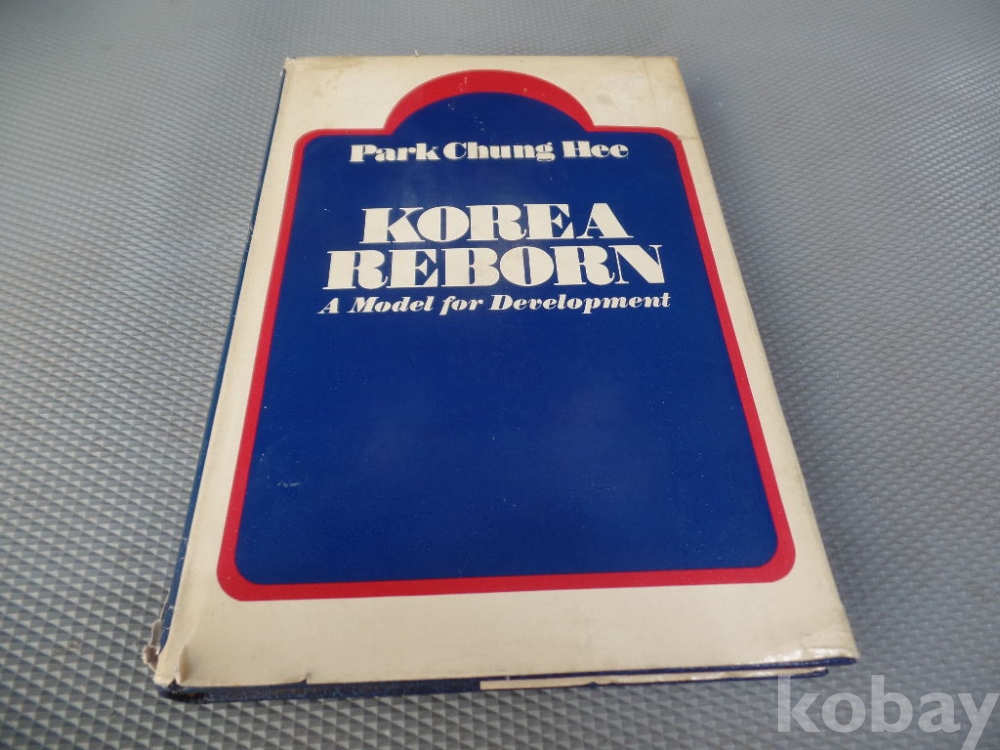 Park Chung Hee
KOREA
REBORN
A Model for Development
kobay